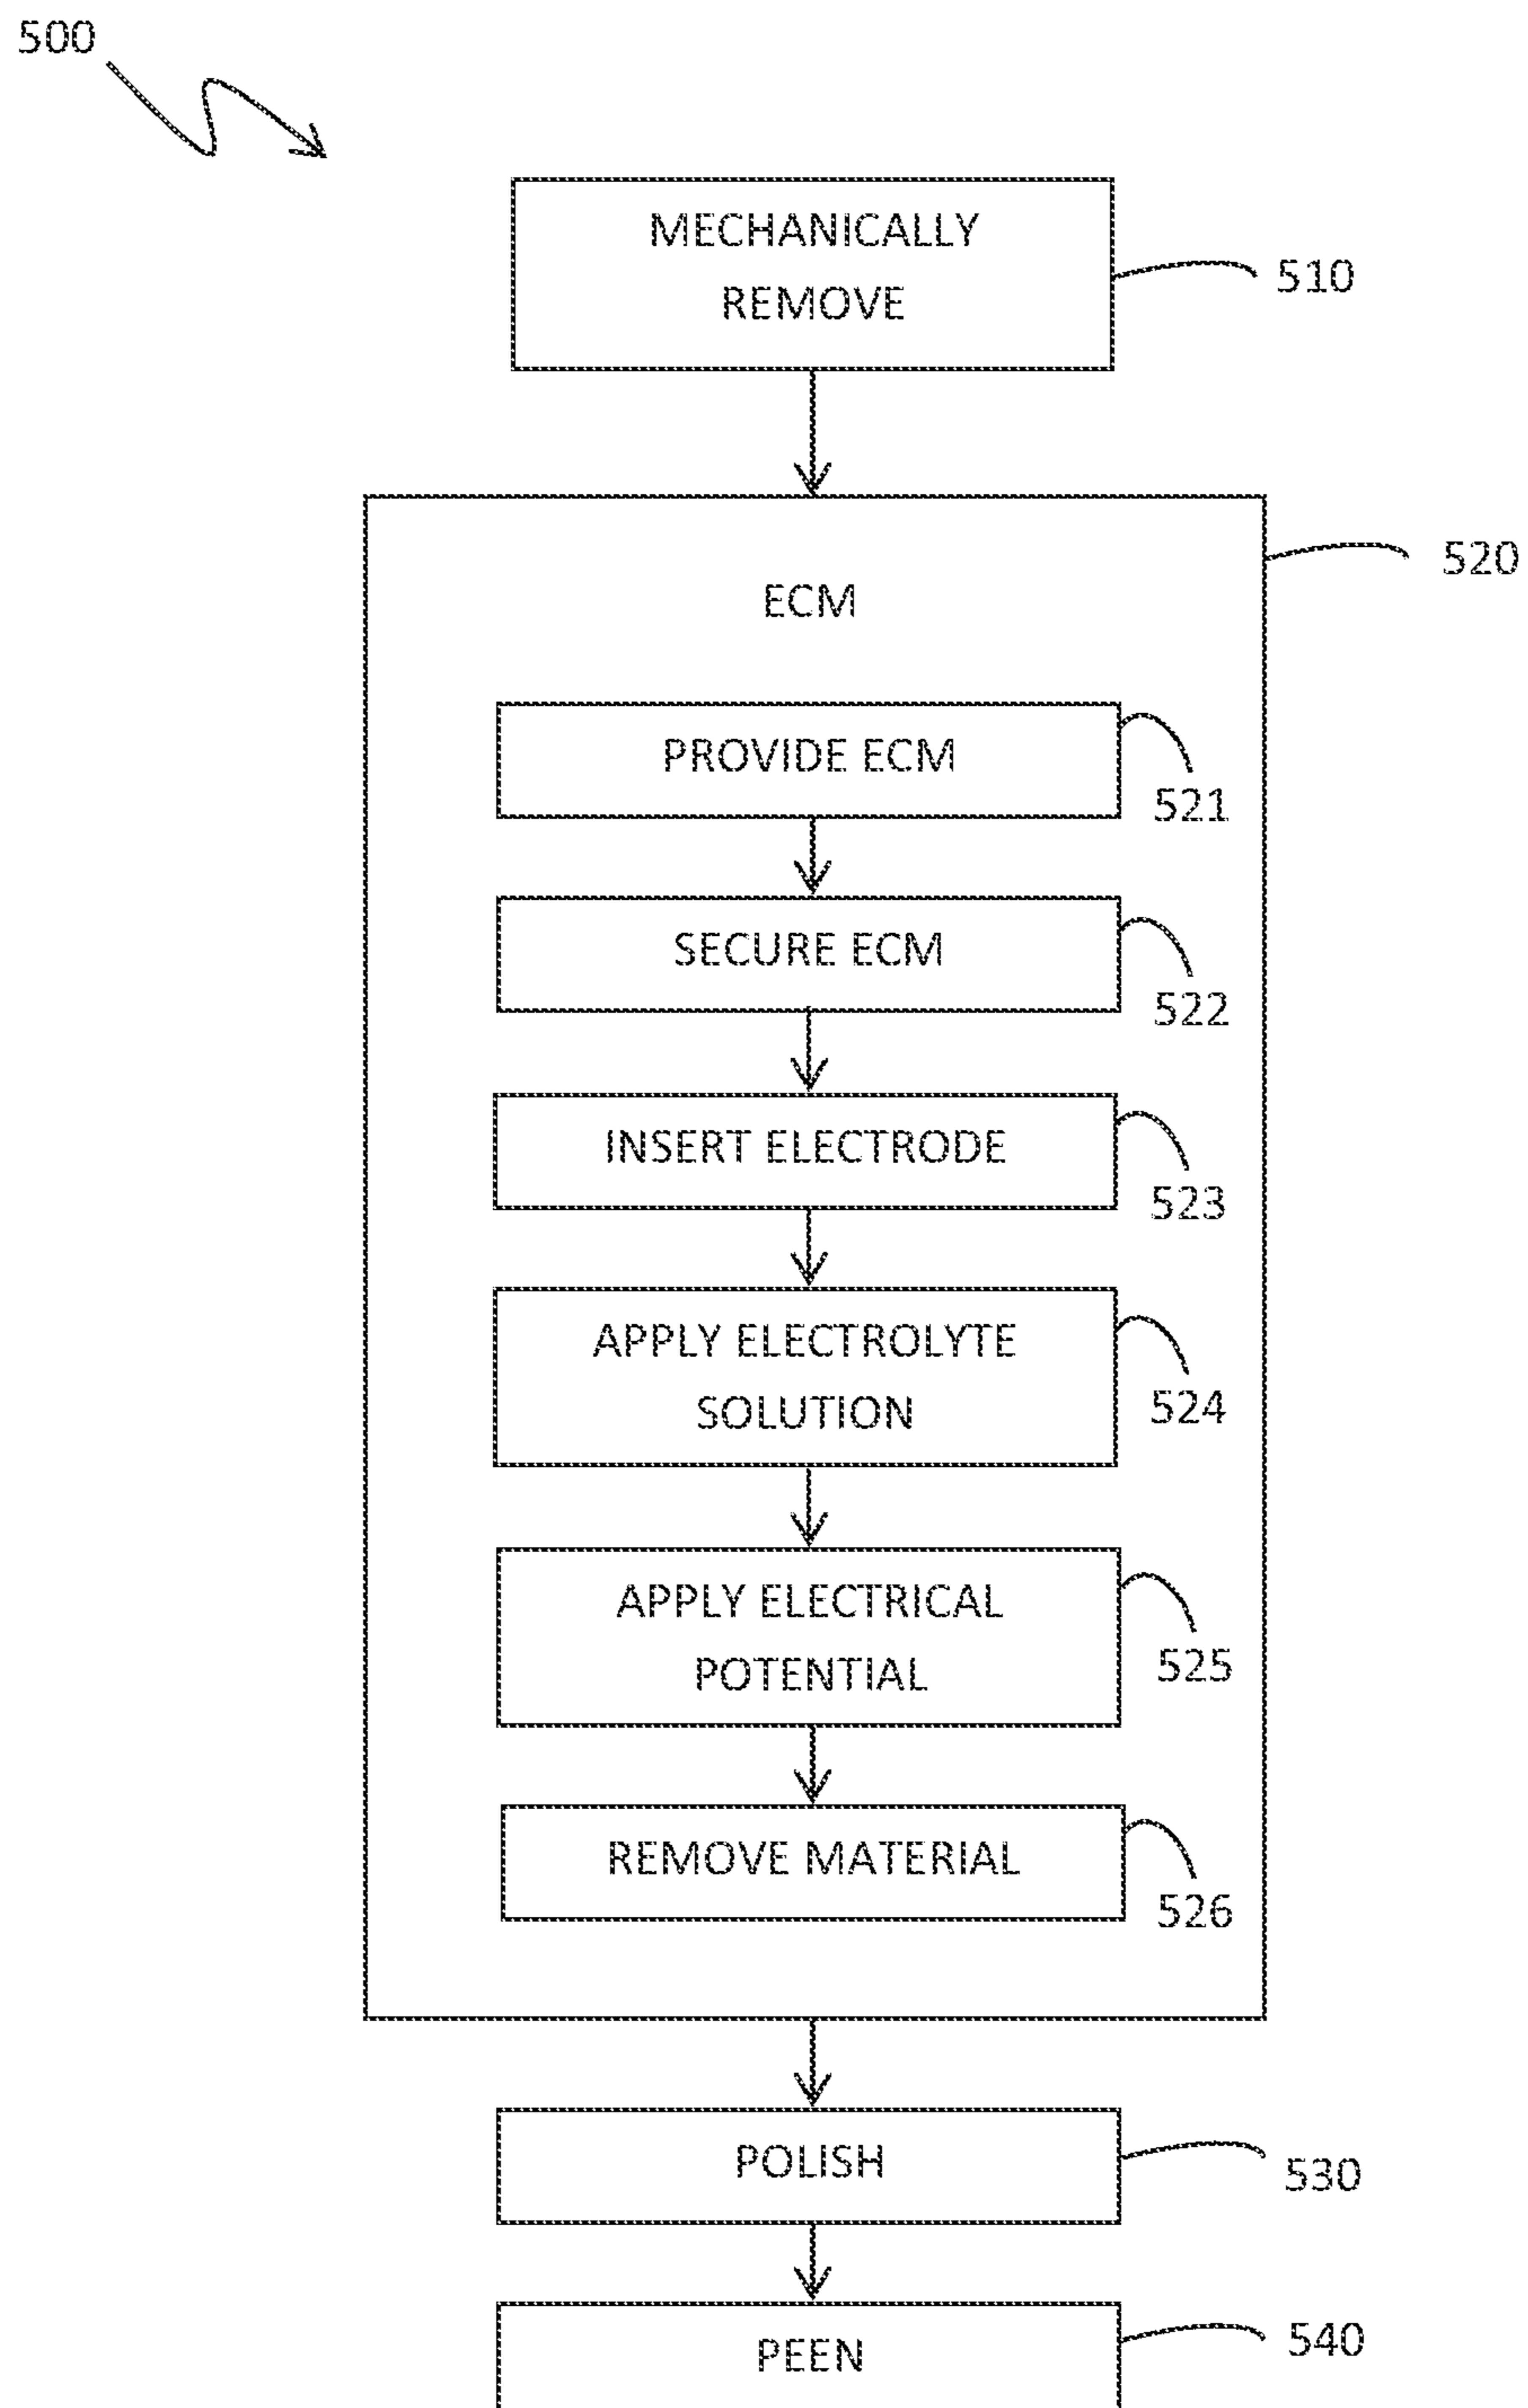 500
MECHANICALLY
REMOVE
510
520
ECM
PROVIDE ECM
521
SECURE ECM
522
INSERT ELECTRODE
523
APPLY ELECTROLYTE
SOLUTION
524
APPLY ELECTRICAL
POTENTIAL
525
REMOVE MATERIAL
526
POLISH
530
PEEN
540